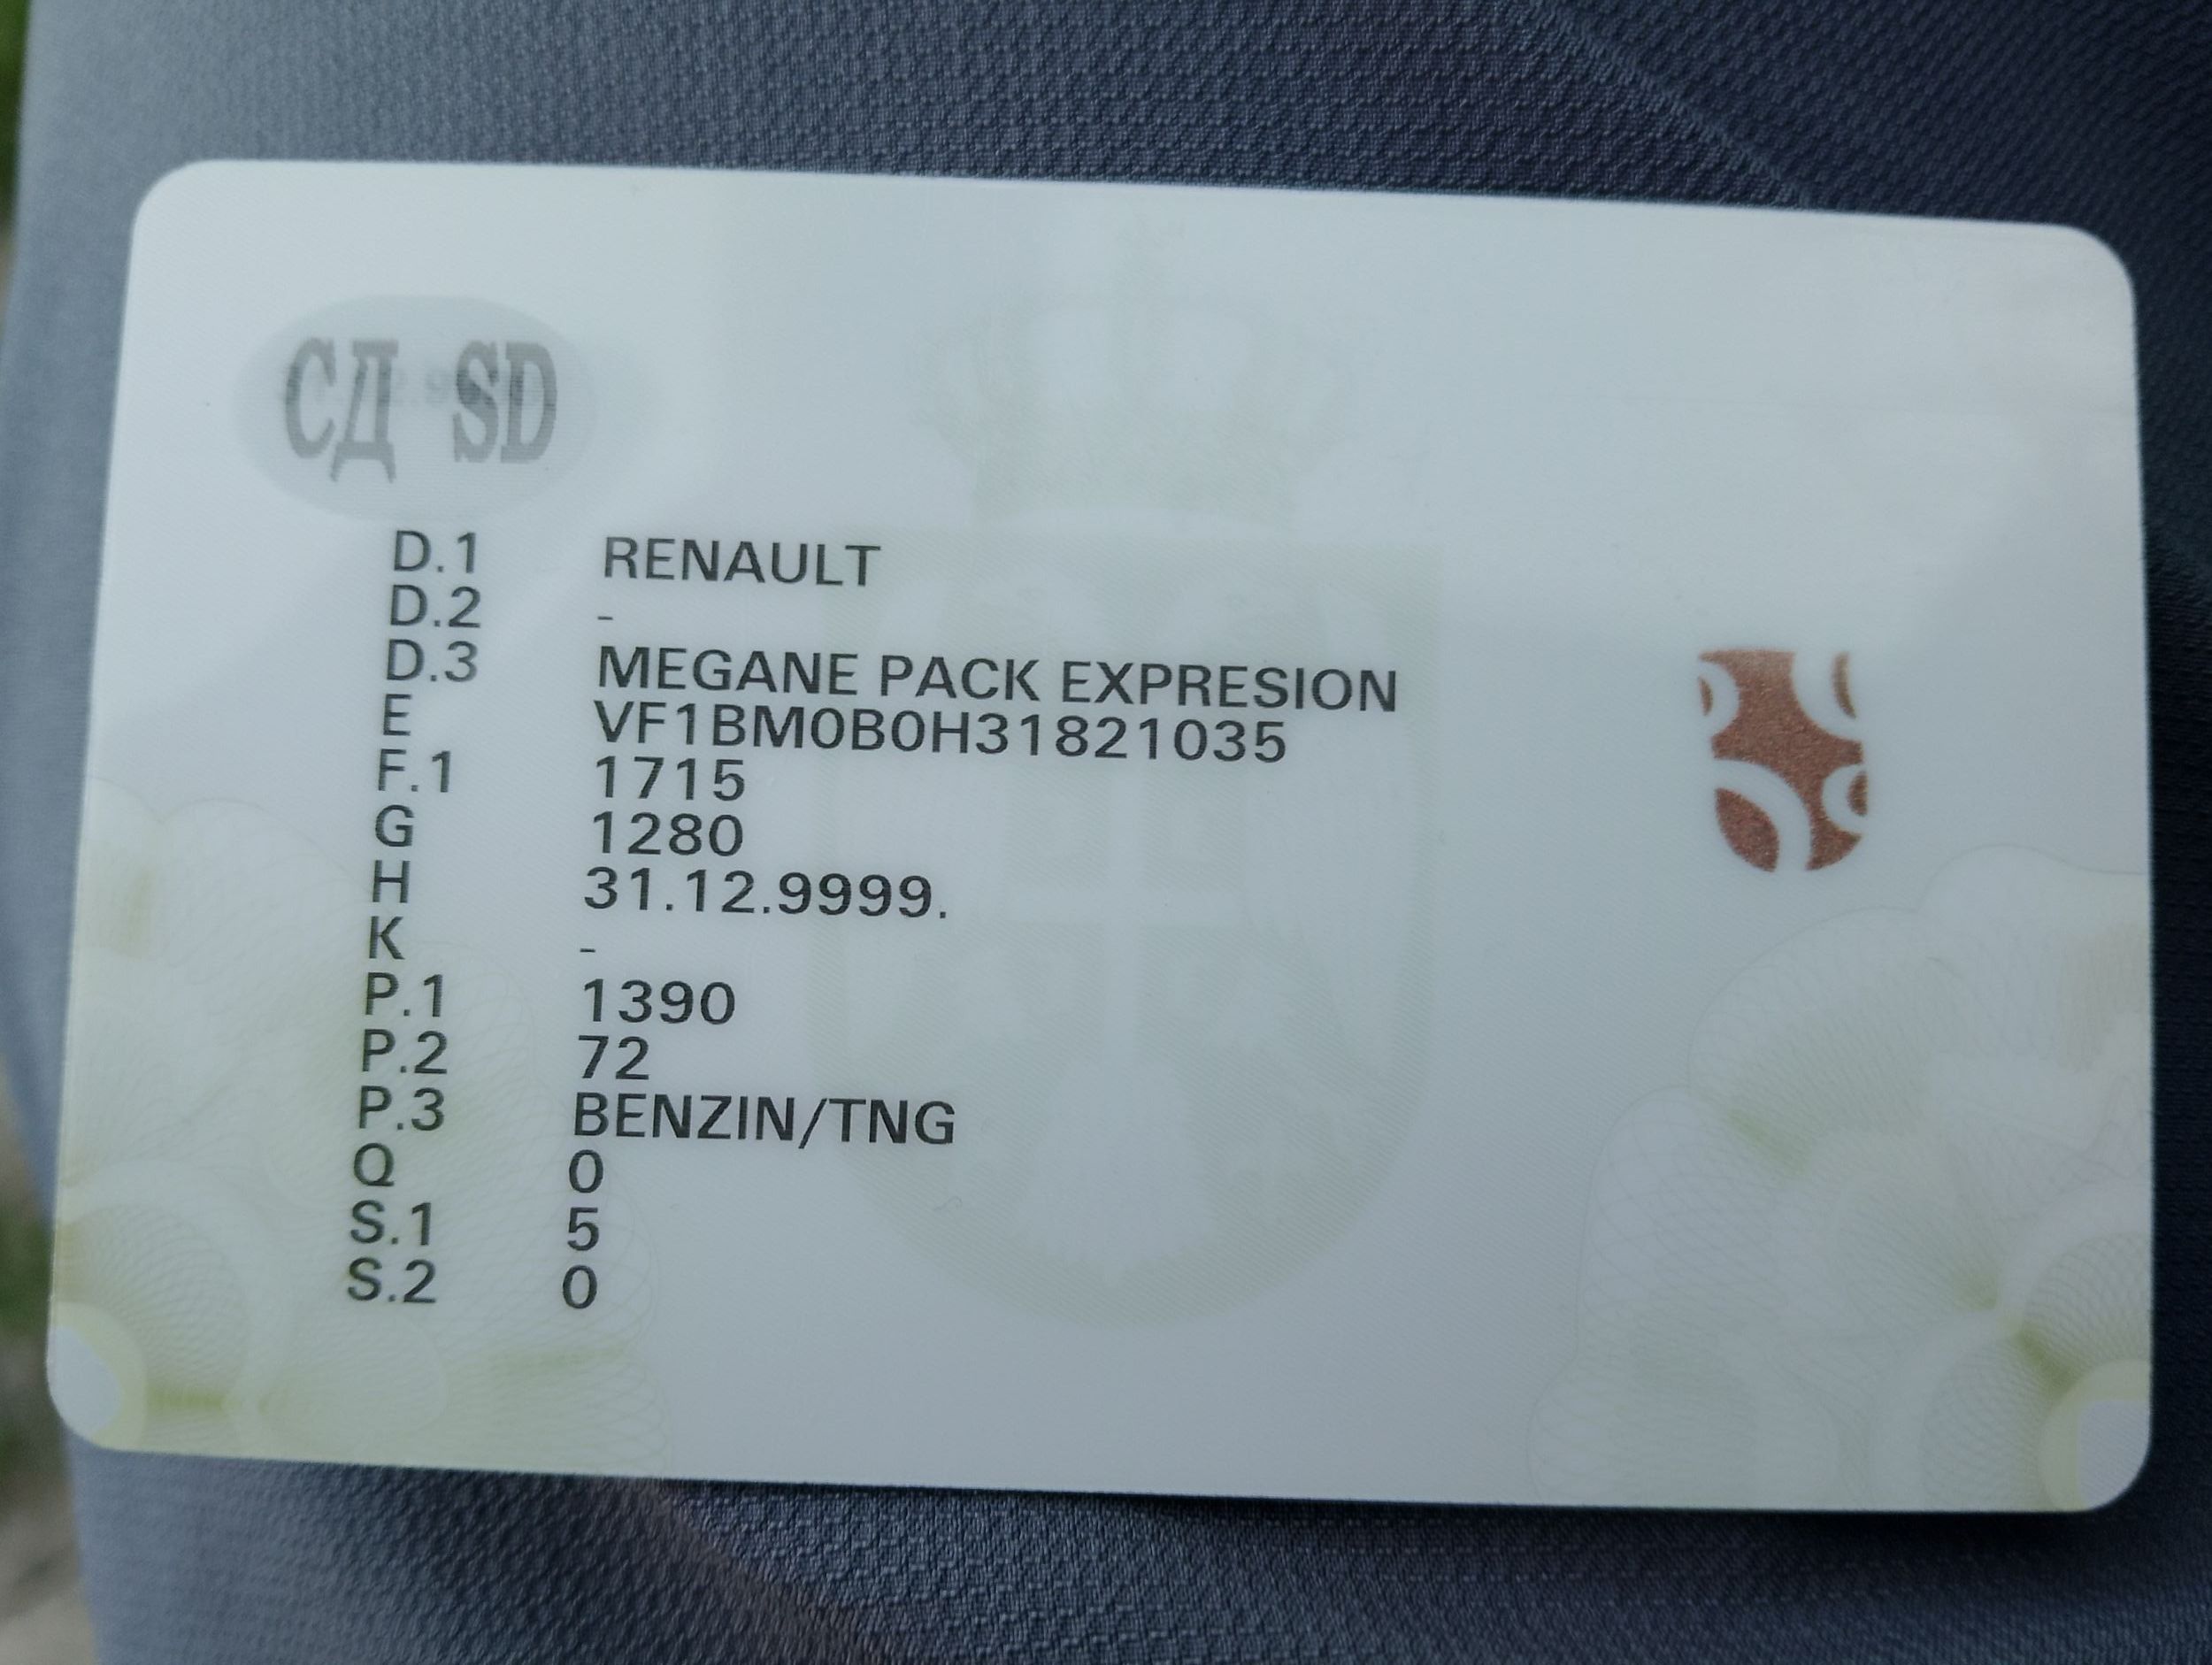 СД SD
D.1 RENAULT
D.2 -
D.3 MEGANE PACK EXPRESION
E VF1BM0B0H31821035
F.1 1715
G 1280
H 31.12.9999.
K -
P.1 1390
P.2 72
P.3 BENZIN/TNG
Q 0
S.1 5
S.2 0